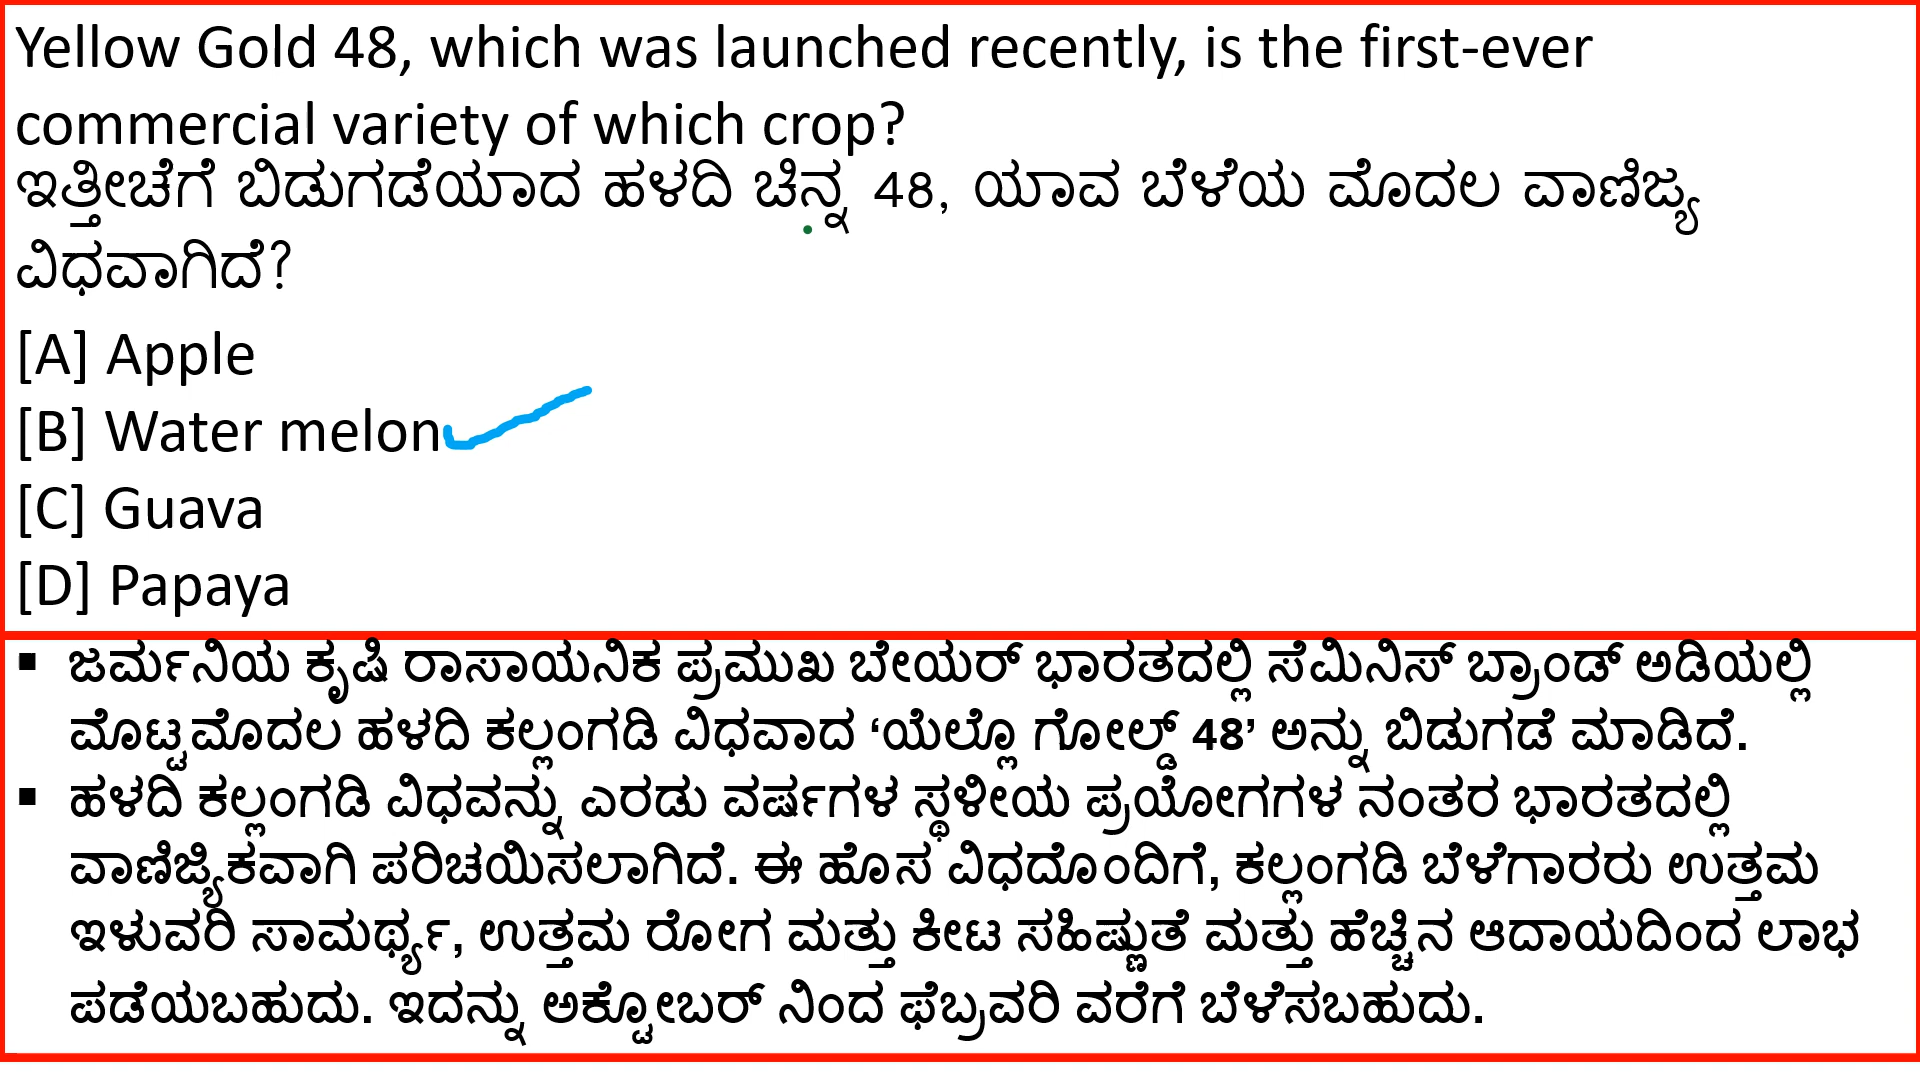 Yellow Gold 48, which was launched recently, is the first-ever
commercial variety of which crop?
ಇತ್ತೀಚೆಗೆ ಬಿಡುಗಡೆಯಾದ ಹಳದಿ ಚಿನ್ನ 48, ಯಾವ ಬೆಳೆಯ ಮೊದಲ ವಾಣಿಜ್ಯ
ವಿಧವಾಗಿದೆ?
[A] Apple
[B] Water melon
[C] Guava
[D] Papaya
▪ ಜರ್ಮನಿಯ ಕೃಷಿ ರಾಸಾಯನಿಕ ಪ್ರಮುಖ ಬೇಯರ್ ಭಾರತದಲ್ಲಿ ಸೆಮಿನಿಸ್ ಬ್ರಾಂಡ್ ಅಡಿಯಲ್ಲಿ
ಮೊಟ್ಟಮೊದಲ ಹಳದಿ ಕಲ್ಲಂಗಡಿ ವಿಧವಾದ ‘ಯೆಲ್ಲೊ ಗೋಲ್ಡ್ 48’ ಅನ್ನು ಬಿಡುಗಡೆ ಮಾಡಿದೆ.
▪ ಹಳದಿ ಕಲ್ಲಂಗಡಿ ವಿಧವನ್ನು ಎರಡು ವರ್ಷಗಳ ಸ್ಥಳೀಯ ಪ್ರಯೋಗಗಳ ನಂತರ ಭಾರತದಲ್ಲಿ
ವಾಣಿಜ್ಯಿಕವಾಗಿ ಪರಿಚಯಿಸಲಾಗಿದೆ. ಈ ಹೊಸ ವಿಧದೊಂದಿಗೆ, ಕಲ್ಲಂಗಡಿ ಬೆಳೆಗಾರರು ಉತ್ತಮ
ಇಳುವರಿ ಸಾಮರ್ಥ್ಯ, ಉತ್ತಮ ರೋಗ ಮತ್ತು ಕೀಟ ಸಹಿಷ್ಣುತೆ ಮತ್ತು ಹೆಚ್ಚಿನ ಆದಾಯದಿಂದ ಲಾಭ
ಪಡೆಯಬಹುದು. ಇದನ್ನು ಅಕ್ಟೋಬರ್ ನಿಂದ ಫೆಬ್ರವರಿ ವರೆಗೆ ಬೆಳೆಸಬಹುದು.